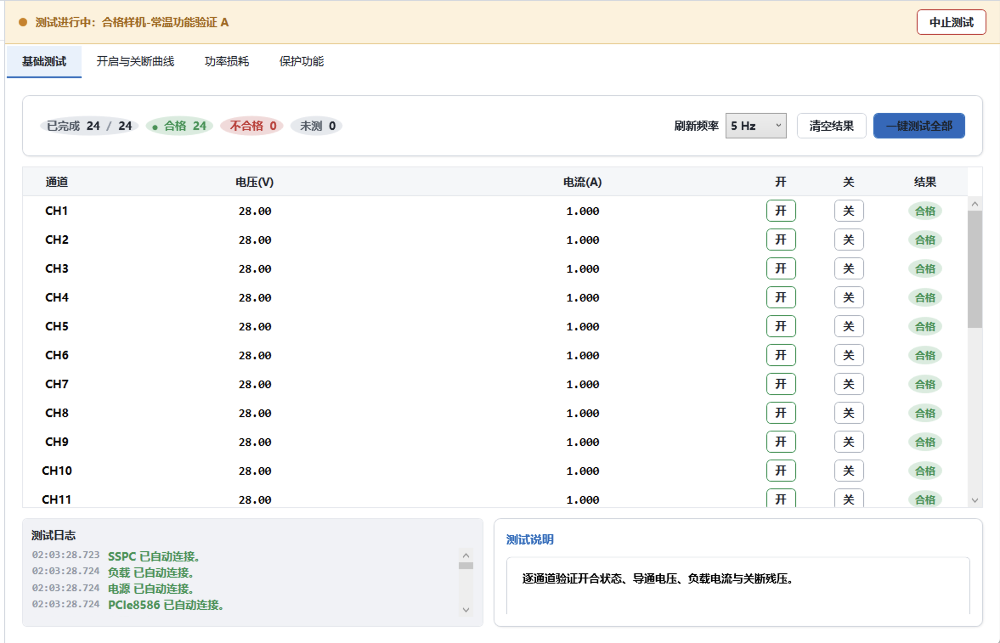 测试进行中：合格样机-常温功能验证 A
中止测试
基础测试 开启与关断曲线 功率损耗 保护功能
已完成 24 / 24 合格 24 不合格 0 未测 0 刷新频率 5 Hz 清空结果 一键测试全部
通道 电压(V) 电流(A) 开 关 结果
CH1 28.00 1.000 开 关 合格
CH2 28.00 1.000 开 关 合格
CH3 28.00 1.000 开 关 合格
CH4 28.00 1.000 开 关 合格
CH5 28.00 1.000 开 关 合格
CH6 28.00 1.000 开 关 合格
CH7 28.00 1.000 开 关 合格
CH8 28.00 1.000 开 关 合格
CH9 28.00 1.000 开 关 合格
CH10 28.00 1.000 开 关 合格
CH11 28.00 1.000 开 关 合格
测试日志
02:03:28.723 SSPC 已自动连接。
02:03:28.724 负载 已自动连接。
02:03:28.724 电源 已自动连接。
02:03:28.724 PCIe8586 已自动连接。
测试说明
逐通道验证开合状态、导通电压、负载电流与关断残压。